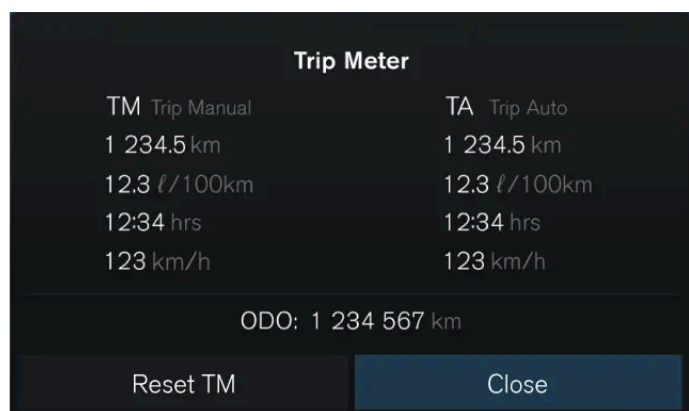 Trip Meter
TM Trip Manual
1 234.5 km
12.3 ℓ/100km
12:34 hrs
123 km/h
TA Trip Auto
1 234.5 km
12.3 ℓ/100km
12:34 hrs
123 km/h
ODO: 1 234 567 km
Reset TM
Close